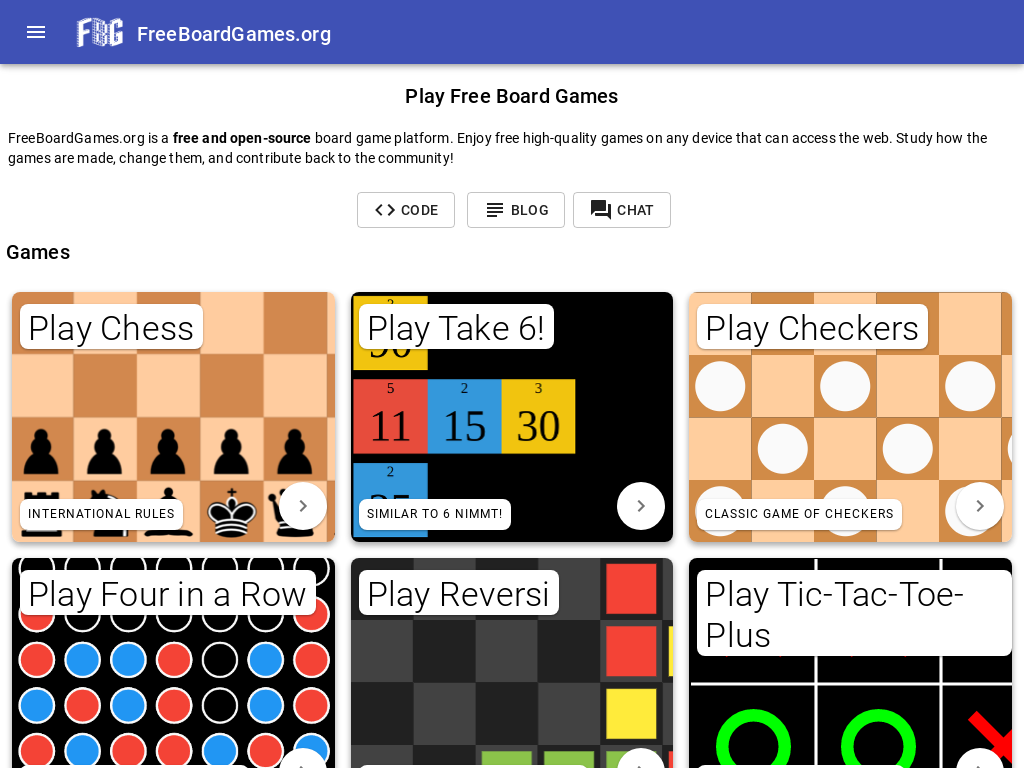 FBG FreeBoardGames.org
Play Free Board Games
FreeBoardGames.org is a free and open-source board game platform. Enjoy free high-quality games on any device that can access the web. Study how the
games are made, change them, and contribute back to the community!
CODE BLOG CHAT
Games
Play Chess
INTERNATIONAL RULES
Play Take 6!
5 2 3
11 15 30
2
SIMILAR TO 6 NIMMT!
Play Checkers
CLASSIC GAME OF CHECKERS
Play Four in a Row
Play Reversi
Play Tic-Tac-Toe-
Plus